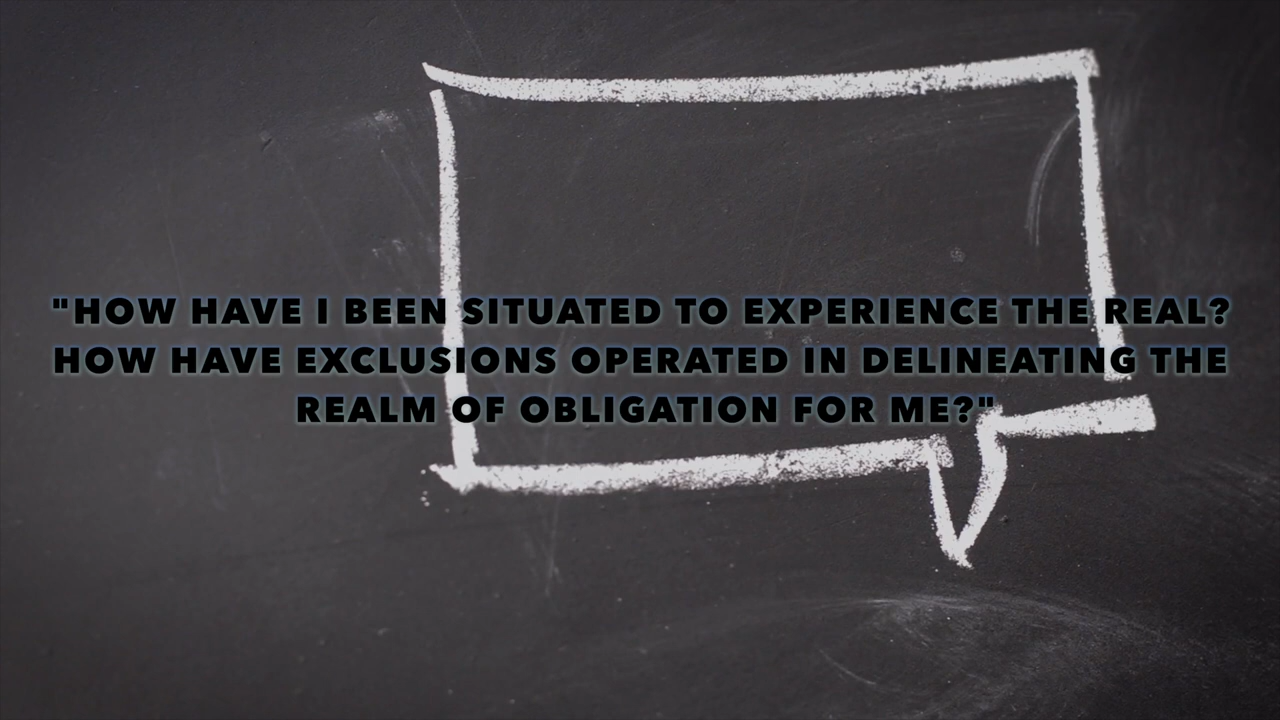 "HOW HAVE I BEEN SITUATED TO EXPERIENCE THE REAL?
HOW HAVE EXCLUSIONS OPERATED IN DELINEATING THE
REALM OF OBLIGATION FOR ME?"